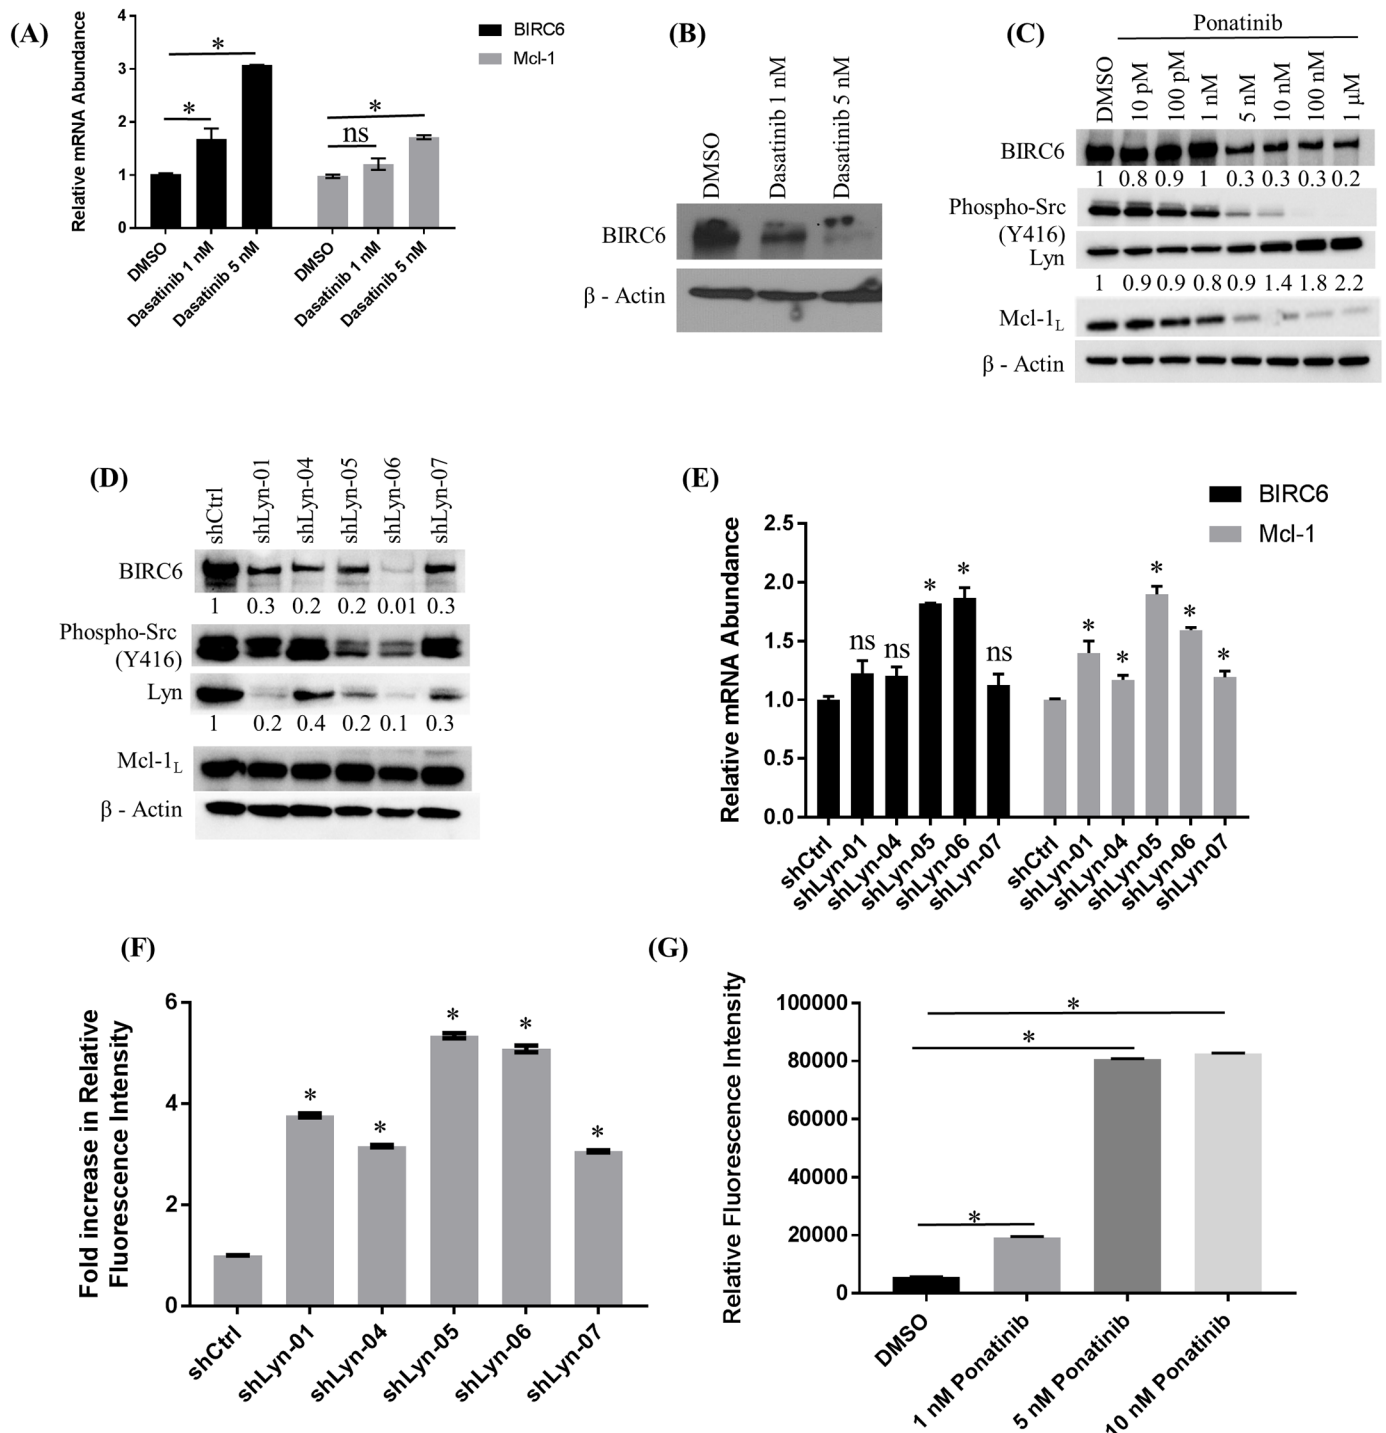 (A)
Relative mRNA Abundance
4
3
2
1
0
*
*
*
ns
BIRC6
Mcl-1
DMSO
Dasatinib 1 nM
Dasatinib 5 nM
DMSO
Dasatinib 1 nM
Dasatinib 5 nM
(B)
DMSO
Dasatinib 1 nM
Dasatinib 5 nM
BIRC6
β - Actin
(C)
Ponatinib
DMSO
10 pM
100 pM
1 nM
5 nM
10 nM
100 nM
1 µM
BIRC6
1 0.8 0.9 1 0.3 0.3 0.3 0.2
Phospho-Src
(Y416)
Lyn
1 0.9 0.9 0.8 0.9 1.4 1.8 2.2
Mcl-1L
β - Actin
(D)
shCtrl
shLyn-01
shLyn-04
shLyn-05
shLyn-06
shLyn-07
BIRC6
1 0.3 0.2 0.2 0.01 0.3
Phospho-Src
(Y416)
Lyn
1 0.2 0.4 0.2 0.1 0.3
Mcl-1L
β - Actin
(E)
BIRC6
Mcl-1
Relative mRNA Abundance
2.5
2.0
1.5
1.0
0.5
0.0
ns
ns
*
*
ns
*
*
*
*
*
shCtrl
shLyn-01
shLyn-04
shLyn-05
shLyn-06
shLyn-07
shCtrl
shLyn-01
shLyn-04
shLyn-05
shLyn-06
shLyn-07
(F)
Fold increase in Relative
Fluorescence Intensity
6
4
2
0
*
*
*
*
*
shCtrl
shLyn-01
shLyn-04
shLyn-05
shLyn-06
shLyn-07
(G)
Relative Fluorescence Intensity
100000
80000
60000
40000
20000
0
*
*
*
DMSO
1 nM Ponatinib
5 nM Ponatinib
10 nM Ponatinib